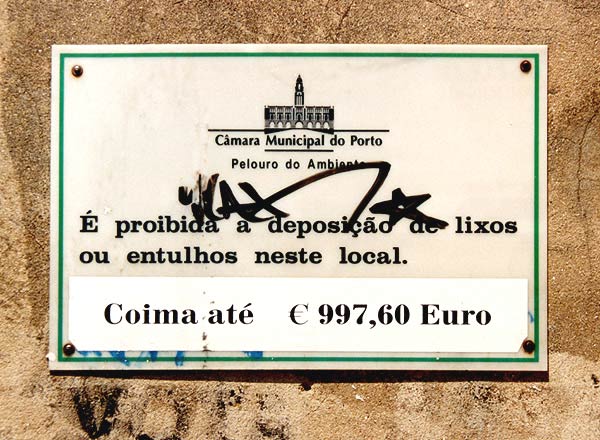 Câmara Municipal do Porto
Pelouro do Ambiente
É proibida a deposição de lixos
ou entulhos neste local.
Coima até € 997,60 Euro